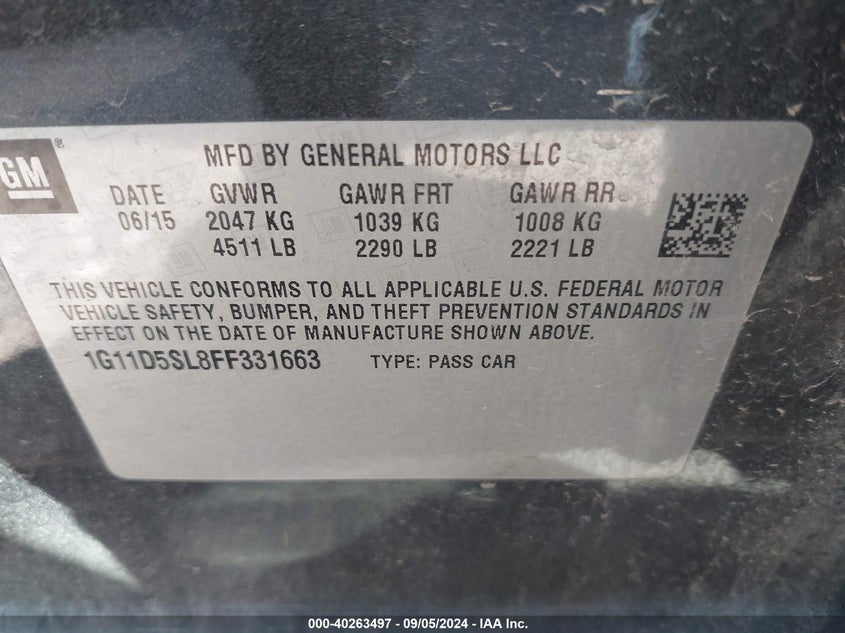 GM
MFD BY GENERAL MOTORS LLC
DATE GVWR GAWR FRT GAWR RR
06/15 2047 KG 1039 KG 1008 KG
4511 LB 2290 LB 2221 LB
THIS VEHICLE CONFORMS TO ALL APPLICABLE U.S. FEDERAL MOTOR
VEHICLE SAFETY, BUMPER, AND THEFT PREVENTION STANDARDS IN
EFFECT ON THE DATE OF MANUFACTURE SHOWN ABOVE.
1G11D5SL8FF331663 TYPE: PASS CAR
000-40263497 - 09/05/2024 - IAA Inc.